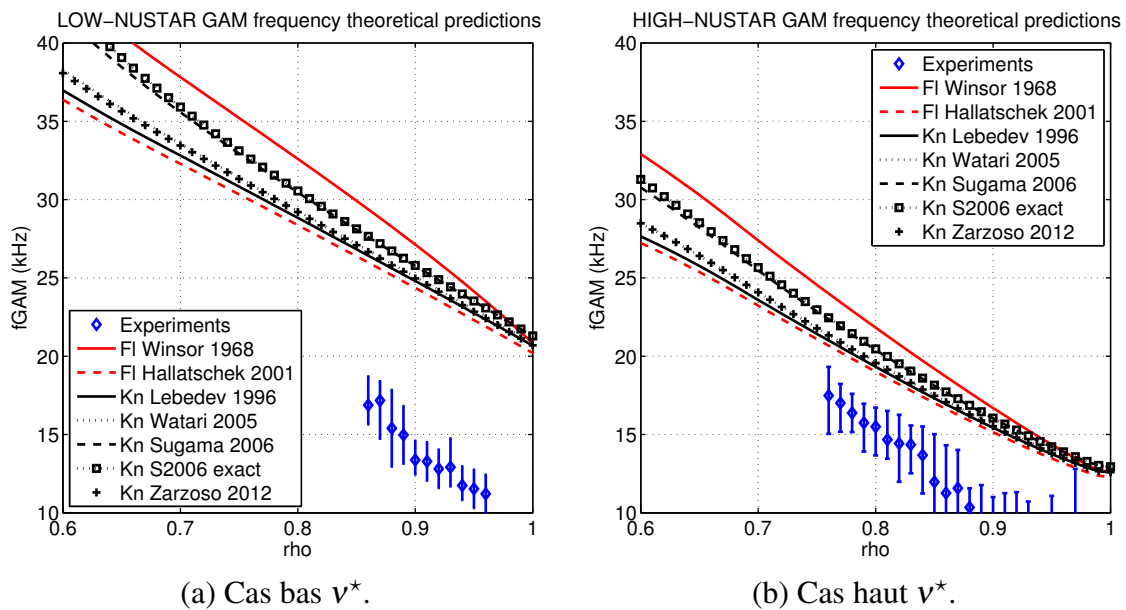 LOW−NUSTAR GAM frequency theoretical predictions
40
35
30
25
20
15
10
fGAM (kHz)
Experiments
Fl Winsor 1968
Fl Hallatschek 2001
Kn Lebedev 1996
Kn Watari 2005
Kn Sugama 2006
Kn S2006 exact
Kn Zarzoso 2012
0.6 0.7 0.8 0.9 1
rho
(a) Cas bas ν⋆.
HIGH−NUSTAR GAM frequency theoretical predictions
40
35
30
25
20
15
10
fGAM (kHz)
Experiments
Fl Winsor 1968
Fl Hallatschek 2001
Kn Lebedev 1996
Kn Watari 2005
Kn Sugama 2006
Kn S2006 exact
Kn Zarzoso 2012
0.6 0.7 0.8 0.9 1
rho
(b) Cas haut ν⋆.